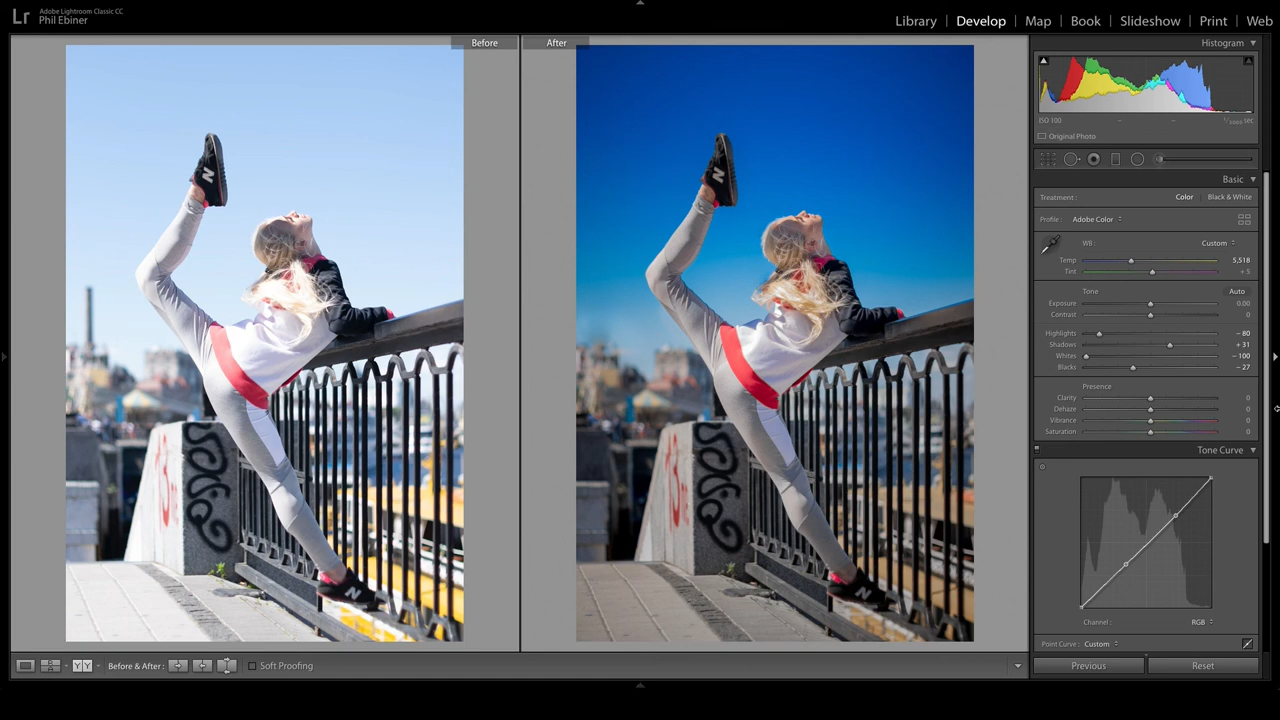 Lr
Adobe Lightroom Classic CC
Phil Ebiner
Library | Develop | Map | Book | Slideshow | Print | Web
Before
After
N
N
N
N
Histogram
ISO 100
Original Photo
Basic
Treatment : Color Black & White
Profile : Adobe Color
WB : Custom
Temp 5,518
Tint + 5
Tone Auto
Exposure 0.00
Contrast 0
Highlights − 80
Shadows + 31
Whites − 100
Blacks − 27
Presence
Clarity 0
Dehaze 0
Vibrance 0
Saturation 0
Tone Curve
Channel : RGB
Point Curve : Custom
Y Y Before & After : Soft Proofing
Previous Reset